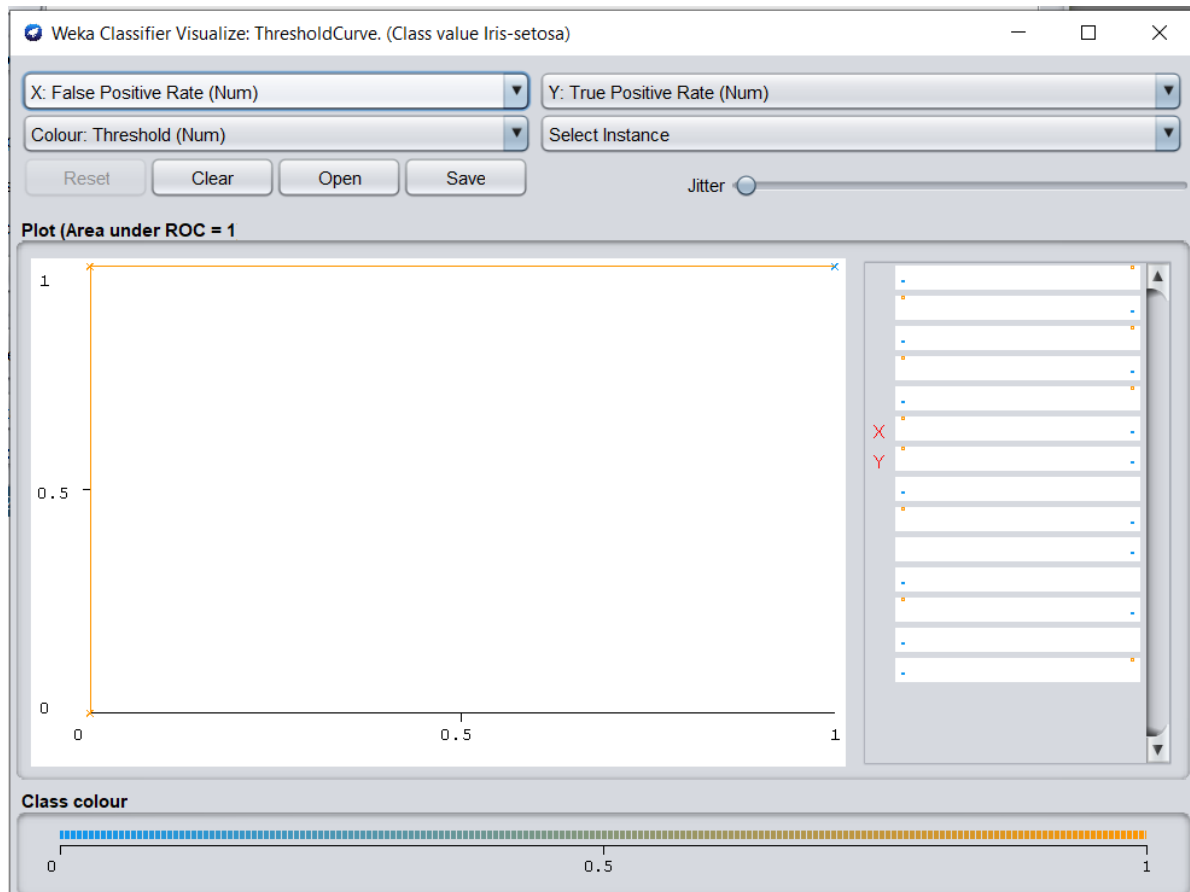 Weka Classifier Visualize: ThresholdCurve. (Class value Iris-setosa)
X: False Positive Rate (Num) Y: True Positive Rate (Num)
Colour: Threshold (Num) Select Instance
Reset Clear Open Save Jitter
Plot (Area under ROC = 1
1
X
Y
0.5
0
0 0.5 1
Class colour
0 0.5 1